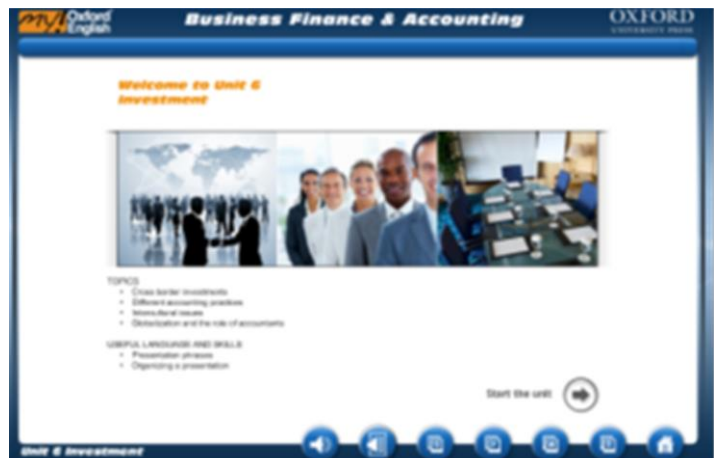 my! Oxford English
Business Finance & Accounting
OXFORD
UNIVERSITY PRESS
Welcome to Unit 6
Investment
TOPICS
• Cross border investments
• Different accounting practices
• International issues
• Globalization and the role of accountants
USEFUL LANGUAGE AND SKILLS
• Presentation phrases
• Organizing a presentation
Start the unit
Unit 6 Investment